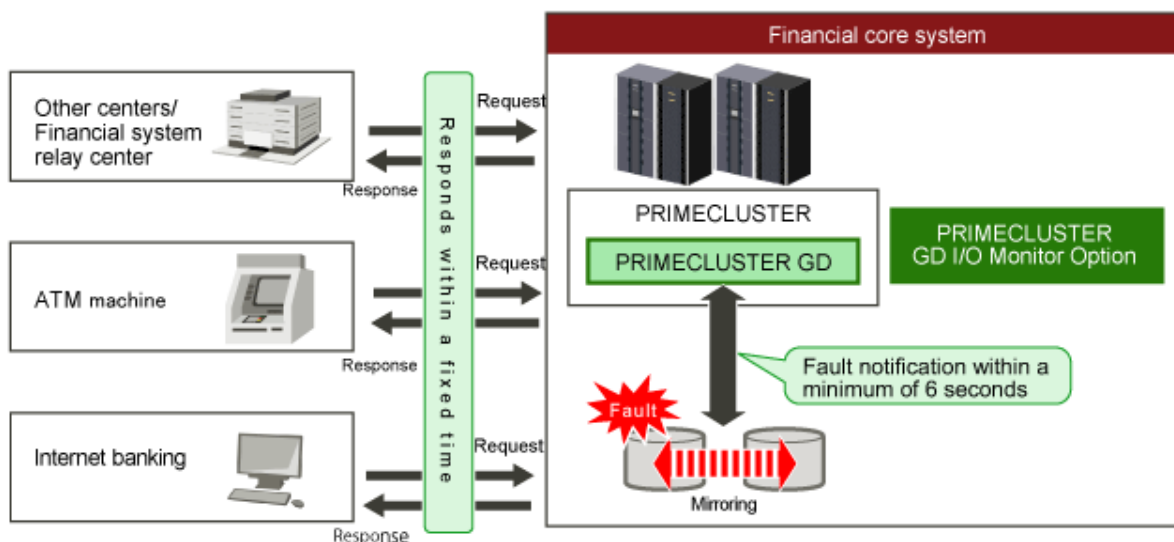 Financial core system
Other centers/
Financial system
relay center
Request
Response
Responds within a fixed time
PRIMECLUSTER
PRIMECLUSTER GD
PRIMECLUSTER
GD I/O Monitor Option
ATM machine
Request
Response
Fault notification within a
minimum of 6 seconds
Fault
Internet banking
Request
Response
Mirroring